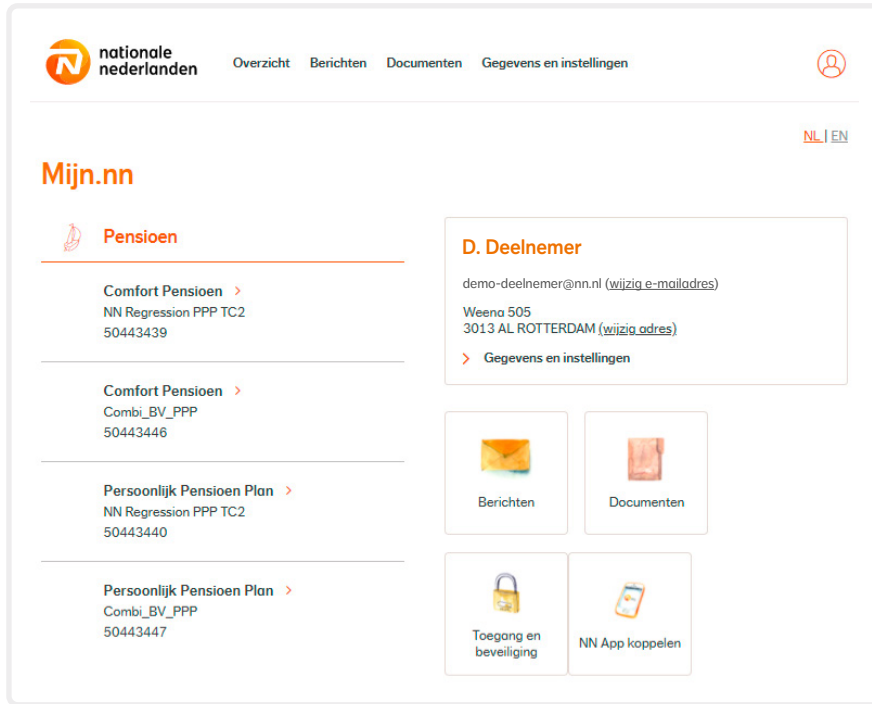 nationale
nederlanden
Overzicht Berichten Documenten Gegevens en instellingen
NL | EN
Mijn.nn
Pensioen
Comfort Pensioen >
NN Regression PPP TC2
50443439
Comfort Pensioen >
Combi_BV_PPP
50443446
Persoonlijk Pensioen Plan >
NN Regression PPP TC2
50443440
Persoonlijk Pensioen Plan >
Combi_BV_PPP
50443447
D. Deelnemer
demo-deelnemer@nn.nl (wijzig e-mailadres)
Weena 505
3013 AL ROTTERDAM (wijzig adres)
> Gegevens en instellingen
Berichten
Documenten
Toegang en
beveiliging
NN App koppelen